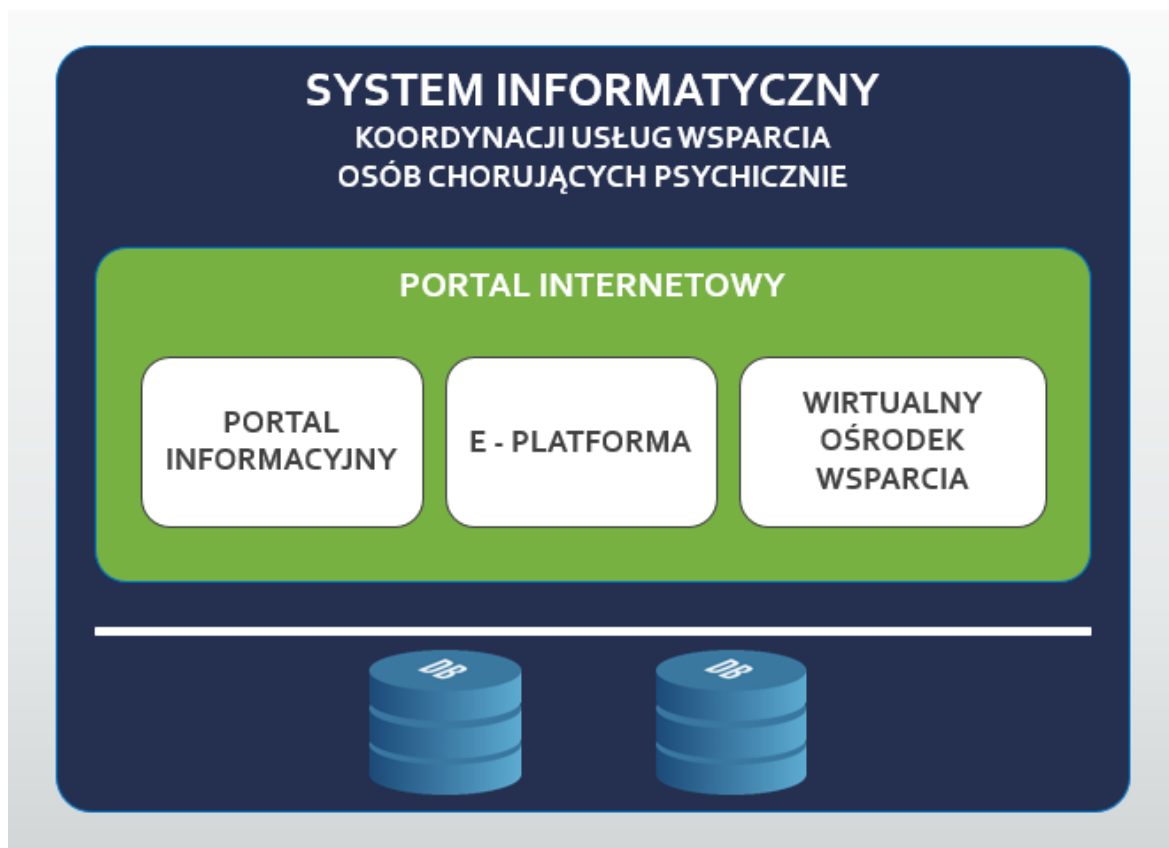 SYSTEM INFORMATYCZNY
KOORDYNACJI USŁUG WSPARCIA
OSÓB CHORUJĄCYCH PSYCHICZNIE
PORTAL INTERNETOWY
PORTAL
INFORMACYJNY
E - PLATFORMA
WIRTUALNY
OŚRODEK
WSPARCIA
DB
DB